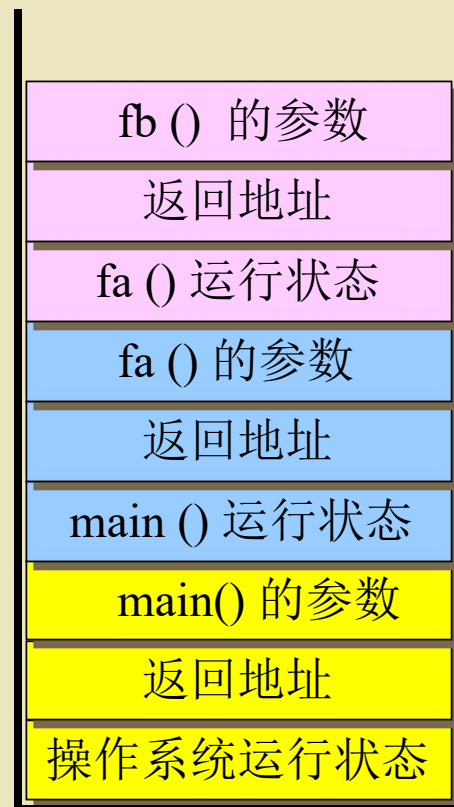 fb () 的参数
返回地址
fa () 运行状态
fa () 的参数
返回地址
main () 运行状态
main() 的参数
返回地址
操作系统运行状态